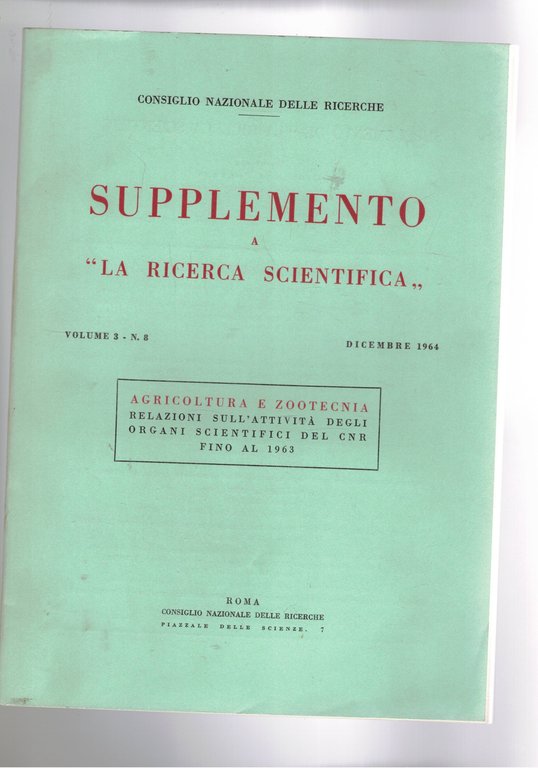 CONSIGLIO NAZIONALE DELLE RICERCHE
SUPPLEMENTO
A
“LA RICERCA SCIENTIFICA„
VOLUME 3 - N. 8
DICEMBRE 1964
AGRICOLTURA E ZOOTECNIA
RELAZIONI SULL'ATTIVITÀ DEGLI
ORGANI SCIENTIFICI DEL CNR
FINO AL 1963
ROMA
CONSIGLIO NAZIONALE DELLE RICERCHE
PIAZZALE DELLE SCIENZE, 7